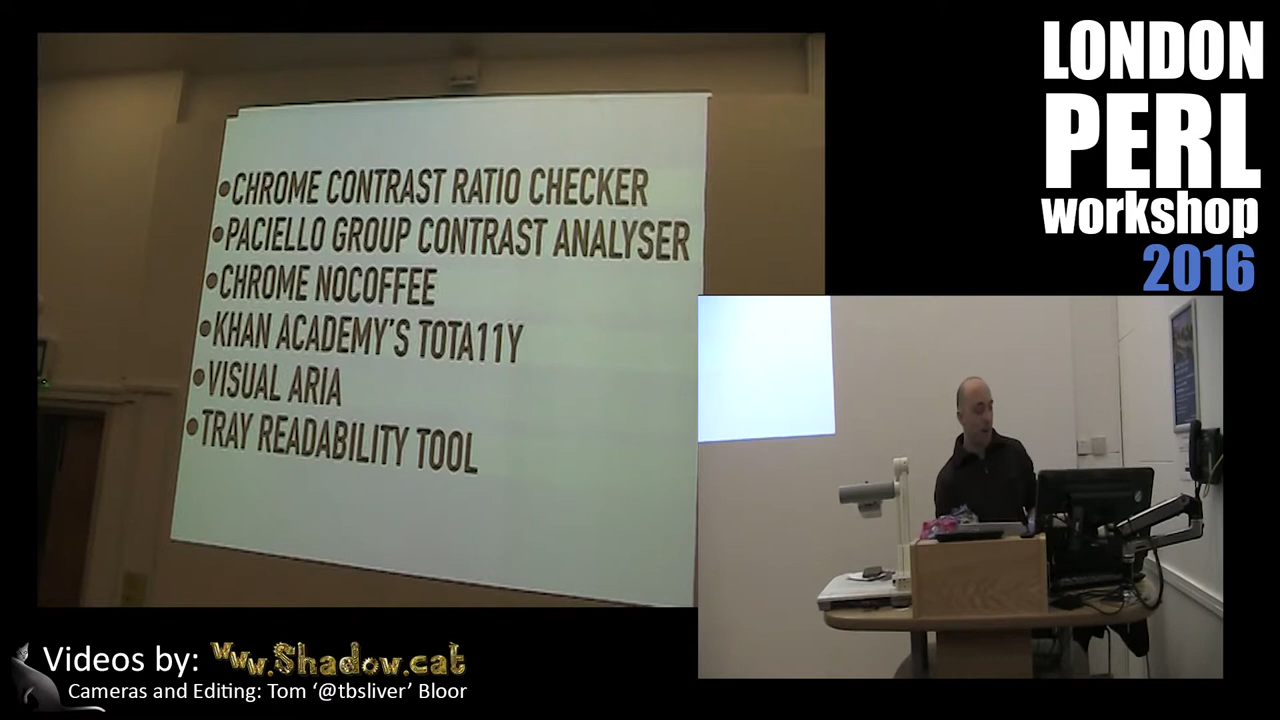 LONDON
PERL
workshop
2016
•CHROME CONTRAST RATIO CHECKER
•PACIELLO GROUP CONTRAST ANALYSER
•CHROME NOCOFFEE
•KHAN ACADEMY'S TOTA11Y
•VISUAL ARIA
•TRAY READABILITY TOOL
Videos by: Www.Shadow.cat
Cameras and Editing: Tom ‘@tbsliver’ Bloor